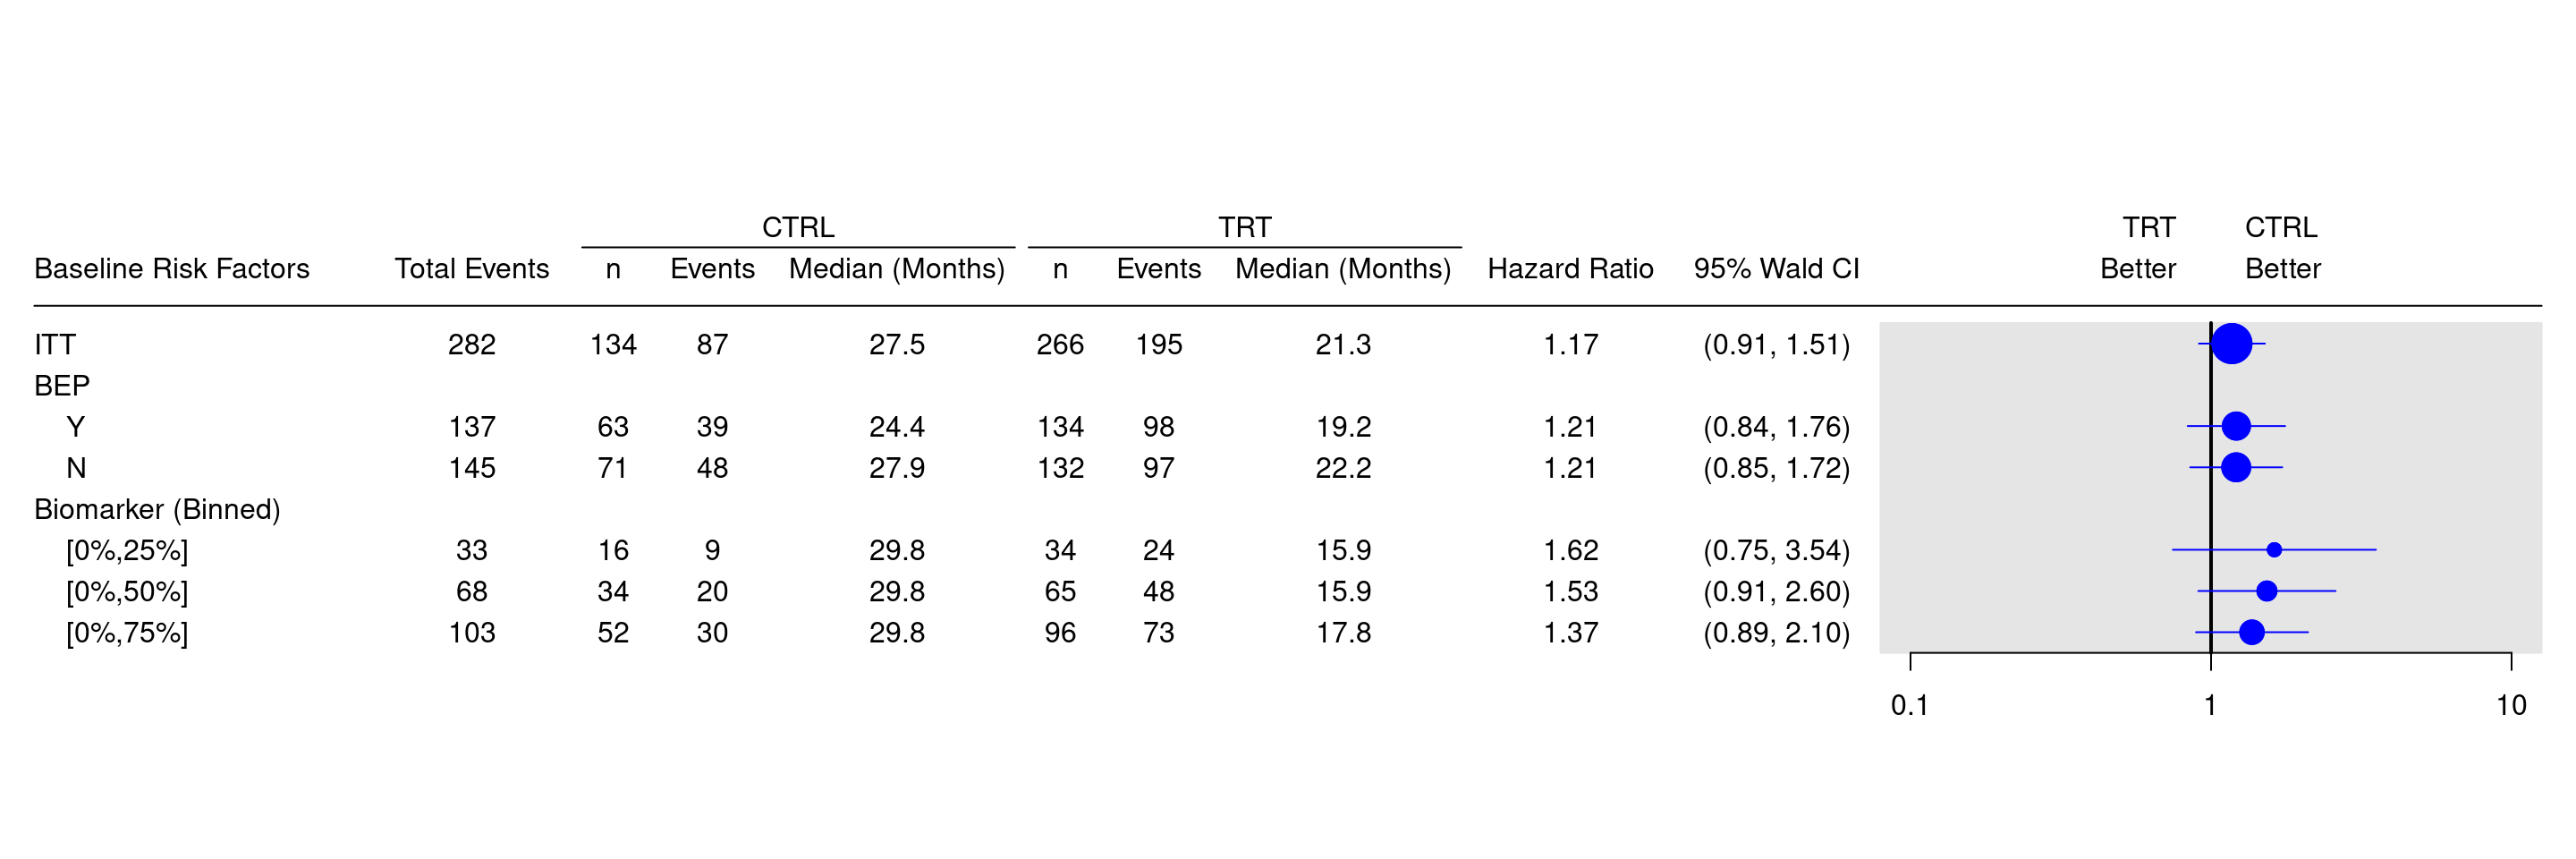 CTRL TRT TRT CTRL
Baseline Risk Factors Total Events n Events Median (Months) n Events Median (Months) Hazard Ratio 95% Wald CI Better Better
ITT 282 134 87 27.5 266 195 21.3 1.17 (0.91, 1.51)
BEP
Y 137 63 39 24.4 134 98 19.2 1.21 (0.84, 1.76)
N 145 71 48 27.9 132 97 22.2 1.21 (0.85, 1.72)
Biomarker (Binned)
[0%,25%] 33 16 9 29.8 34 24 15.9 1.62 (0.75, 3.54)
[0%,50%] 68 34 20 29.8 65 48 15.9 1.53 (0.91, 2.60)
[0%,75%] 103 52 30 29.8 96 73 17.8 1.37 (0.89, 2.10)
0.1 1 10